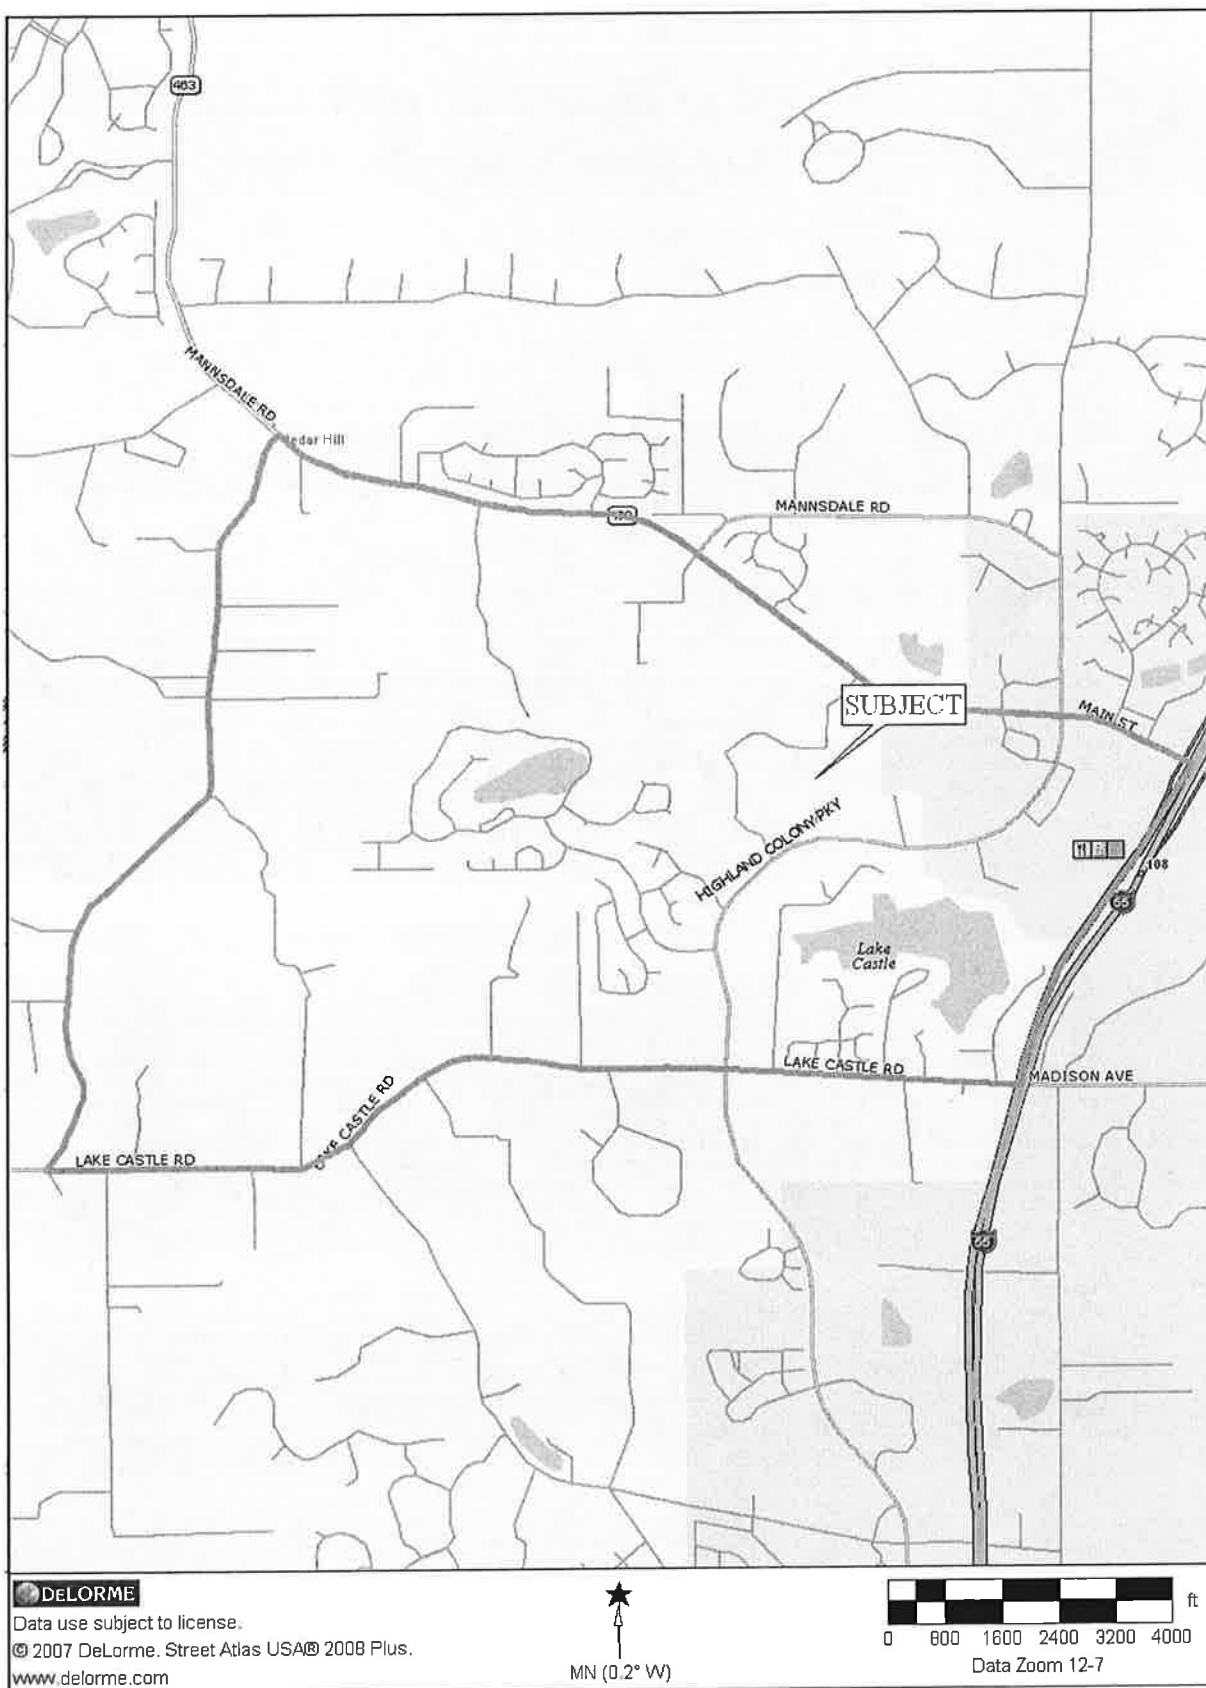 463
MANNSDALE RD
edar Hill
MANNSDALE RD
SUBJECT
MAIN ST
HIGHLAND COLONY PKY
108
55
Lake
Castle
LAKE CASTLE RD
MADISON AVE
LAKE CASTLE RD
LAKE CASTLE RD
DELORME
Data use subject to license.
© 2007 DeLorme. Street Atlas USA® 2008 Plus.
www.delorme.com
MN (0.2° W)
ft
0 800 1600 2400 3200 4000
Data Zoom 12-7